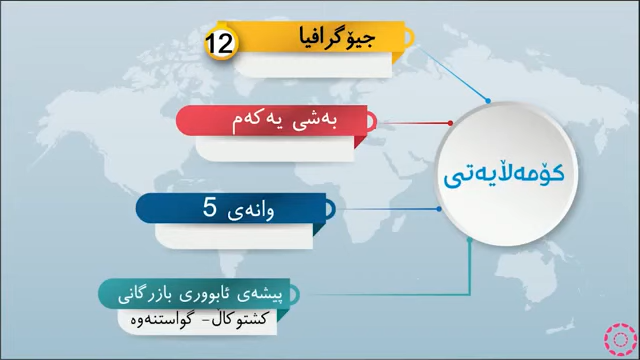 جیۆگرافیا 12
بەشی یەکەم
کۆمەڵایەتی
وانەی 5
پیشەی ئابووری بازرگانی
کشتوکاڵ - گواستنەوە